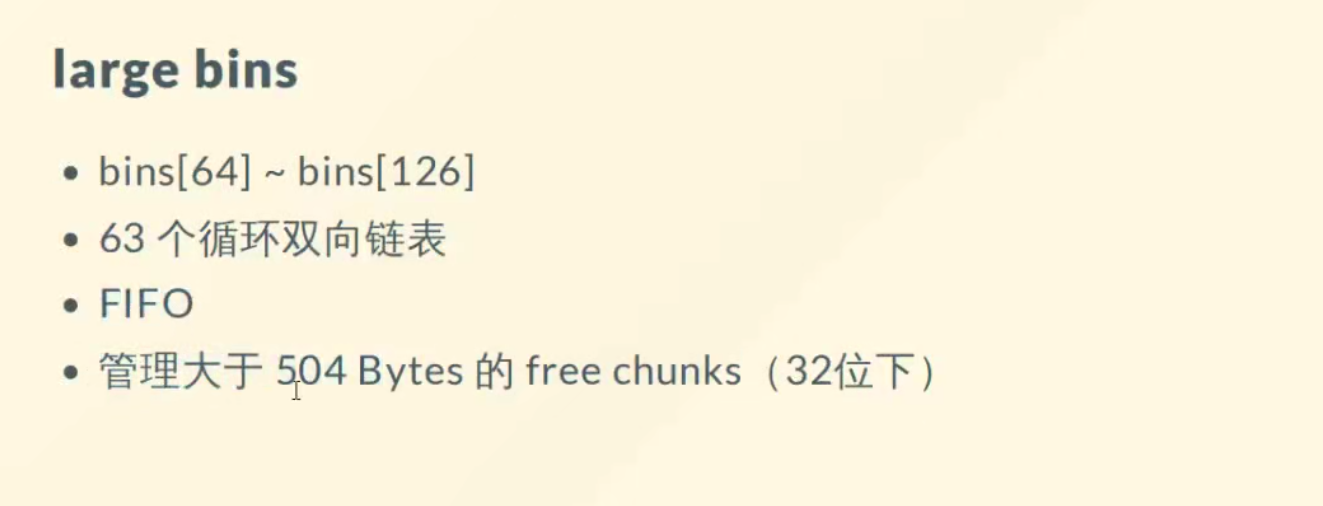 large bins
• bins[64] ~ bins[126]
• 63 个循环双向链表
• FIFO
• 管理大于 504 Bytes 的 free chunks（32位下）